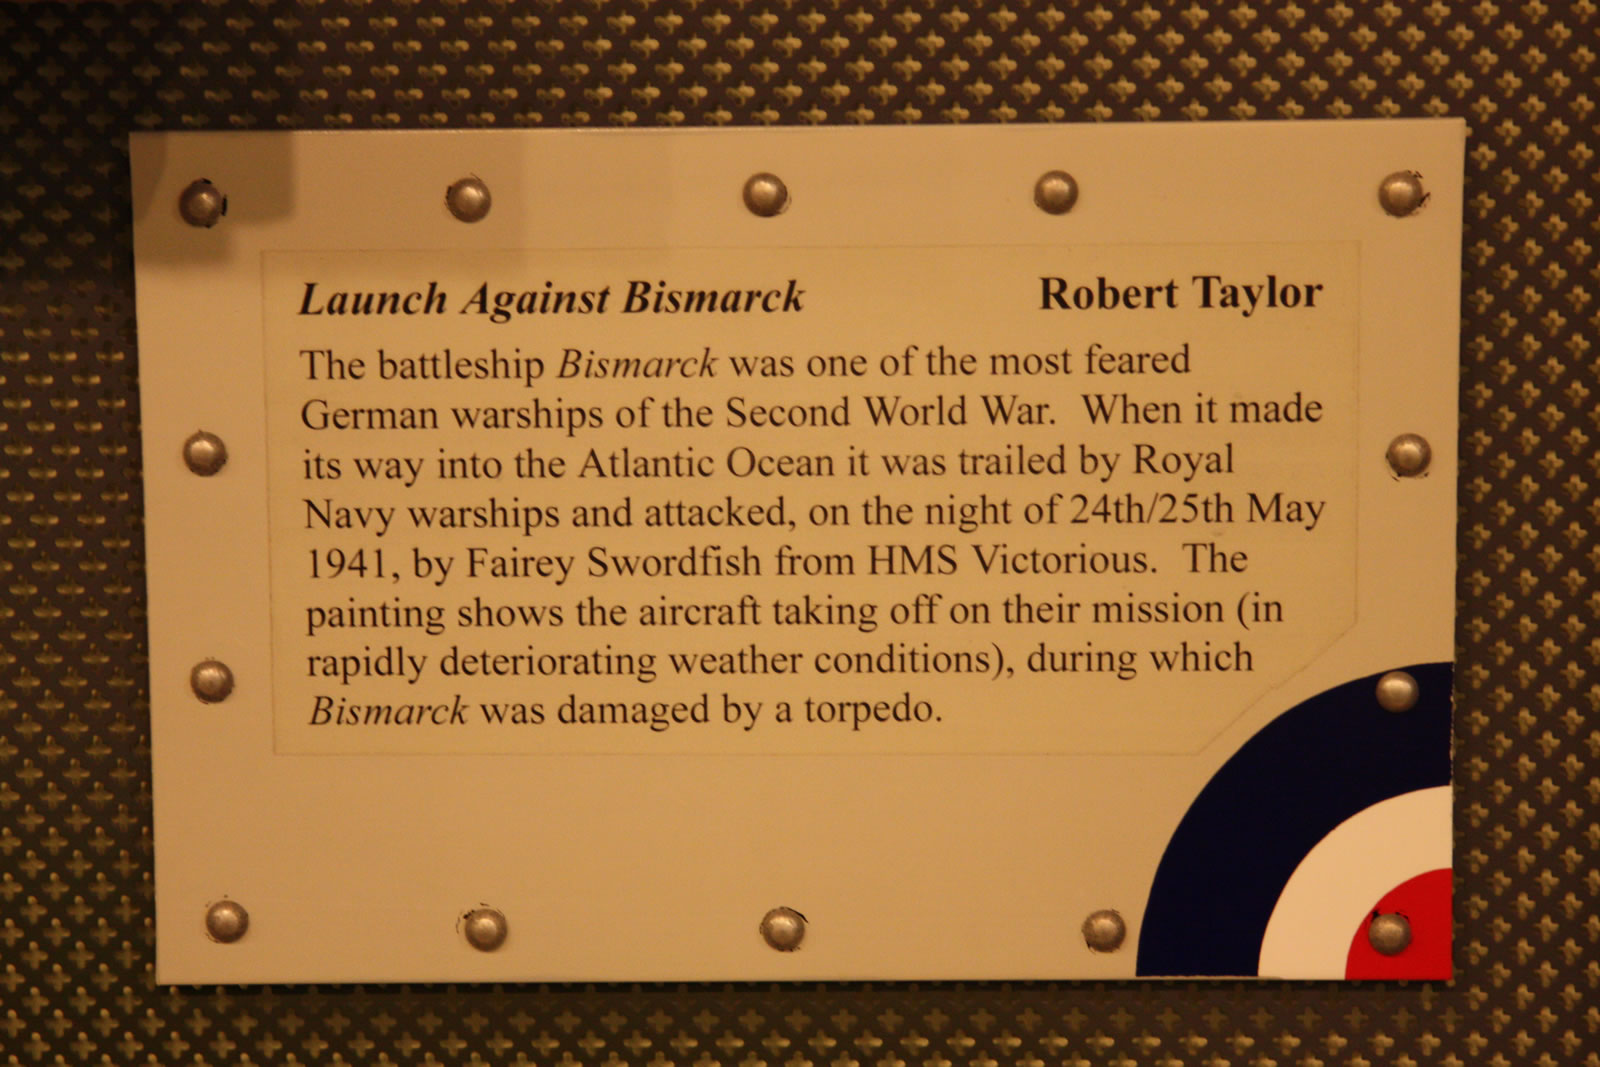 Launch Against Bismarck Robert Taylor
The battleship Bismarck was one of the most feared
German warships of the Second World War.  When it made
its way into the Atlantic Ocean it was trailed by Royal
Navy warships and attacked, on the night of 24th/25th May
1941, by Fairey Swordfish from HMS Victorious.  The
painting shows the aircraft taking off on their mission (in
rapidly deteriorating weather conditions), during which
Bismarck was damaged by a torpedo.